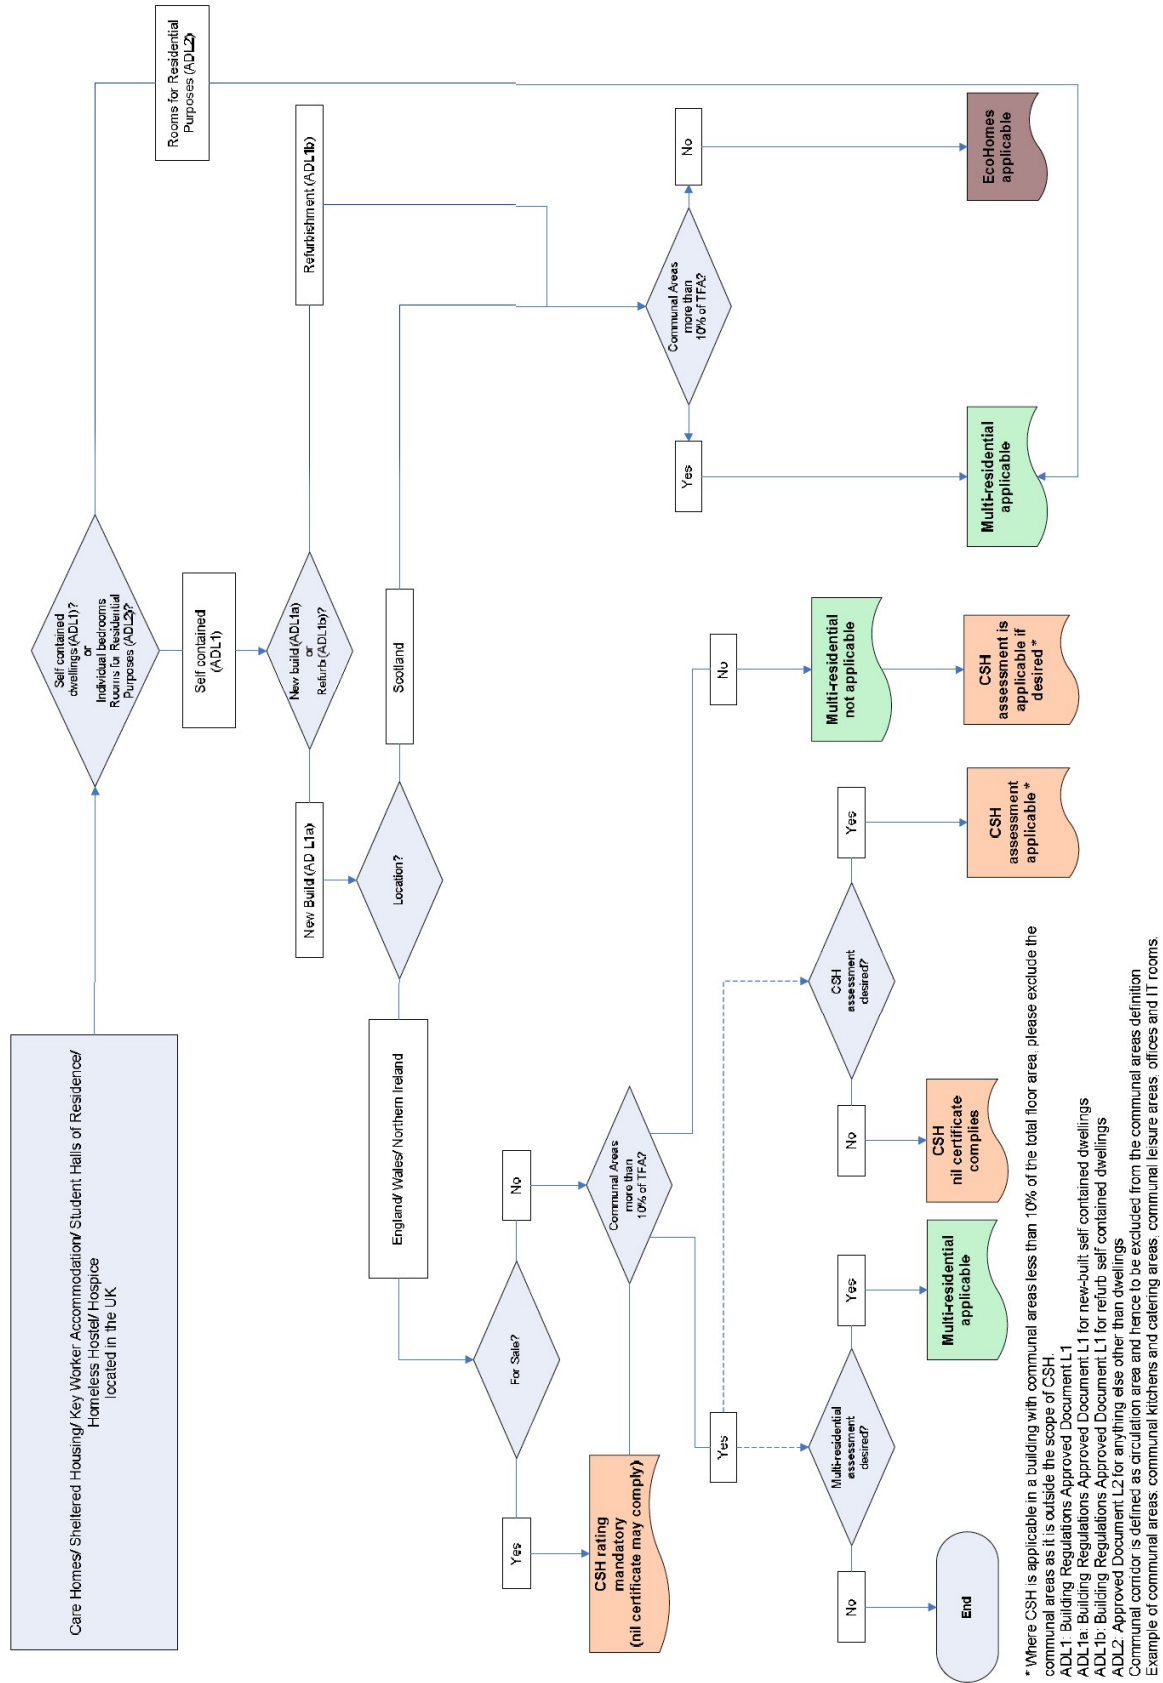 Care Homes/ Sheltered Housing/ Key Worker Accommodation/ Student Halls of Residence/
Homeless Hostel/ Hospice
located in the UK
Self contained
dwellings (ADL1)?
or
Individual bedrooms
Rooms for Residential
Purposes (ADL2)?
Rooms for Residential
Purposes (ADL2)
Self contained
(ADL1)
New build (ADL1a)
or
Refurb (ADL1b)?
Refurbishment (ADL1b)
New Build (AD L1a)
Location?
Scotland
England/ Wales/ Northern Ireland
For Sale?
Yes
No
CSH rating
mandatory
(nil certificate may comply)
Communal Areas
more than
10% of TFA?
Communal Areas
more than
10% of TFA?
Yes
No
Yes
No
Multi-residential
assessment
desired?
CSH
assessment
desired?
Multi-residential
not applicable
No
Yes
No
Yes
End
Multi-residential
applicable
CSH
nil certificate
complies
CSH
assessment
applicable *
CSH
assessment is
applicable if
desired *
Multi-residential
applicable
EcoHomes
applicable
* Where CSH is applicable in a building with communal areas less than 10% of the total floor area, please exclude the
communal areas as it is outside the scope of CSH.
ADL1: Building Regulations Approved Document L1
ADL1a: Building Regulations Approved Document L1 for new-built self contained dwellings
ADL1b: Building Regulations Approved Document L1 for refurb self contained dwellings
ADL2: Approved Document L2 for anything else other than dwellings
Communal corridor is defined as circulation area and hence to be excluded from the communal areas definition
Example of communal areas: communal kitchens and catering areas, communal leisure areas, offices and IT rooms.